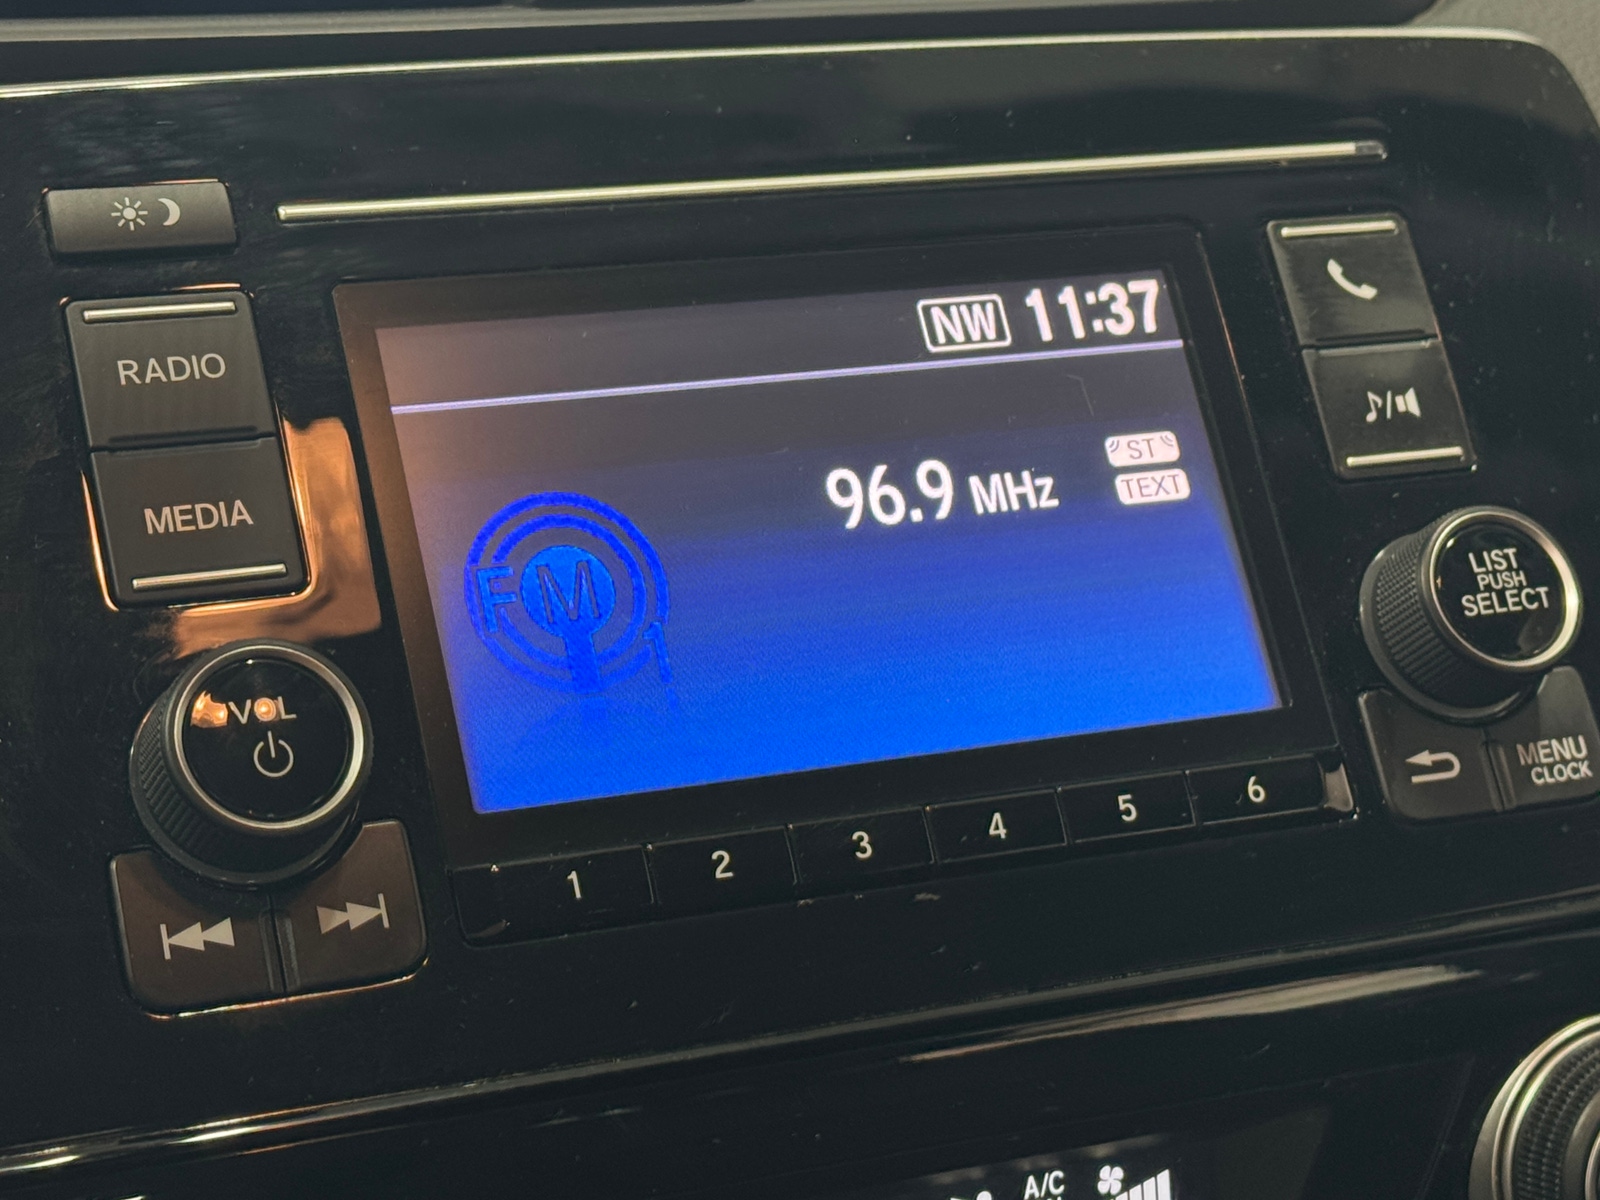 NW 11:37
RADIO
MEDIA
96.9 MHz
ST
TEXT
FM
1
LIST
PUSH
SELECT
VOL
MENU
CLOCK
1 2 3 4 5 6
A/C